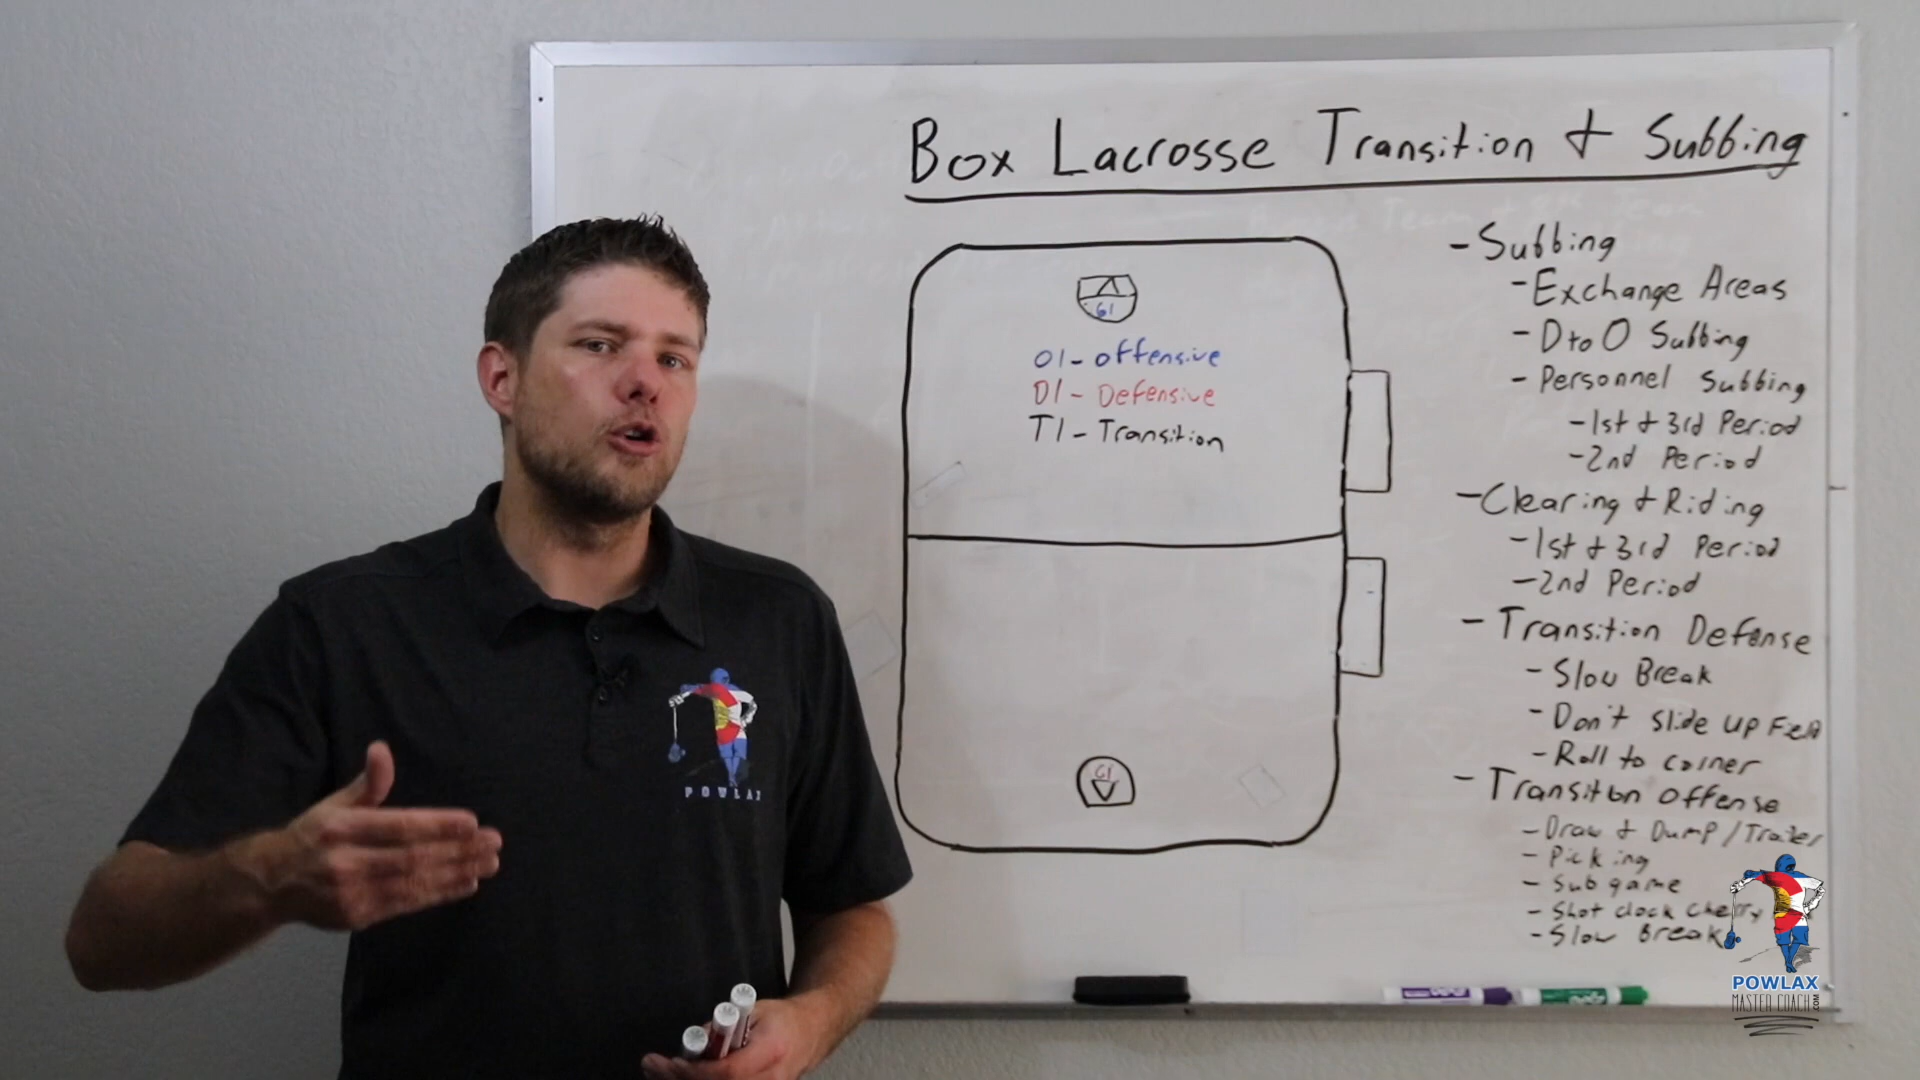 Box Lacrosse Transition + Subbing
G1
O1 - Offensive
D1 - Defensive
T1 - Transition
G1
- Subbing
- Exchange Areas
- D to O Subbing
- Personnel Subbing
- 1st + 3rd Period
- 2nd Period
- Clearing + Riding
- 1st + 3rd Period
- 2nd Period
- Transition Defense
- Slow Break
- Don't slide up Field
- Roll to corner
- Transition Offense
- Draw + Dump / Trailer
- Picking
- Sub game
- Shot clock Cherry
- Slow Break
POWLAX
POWLAX
MASTER COACH.COM